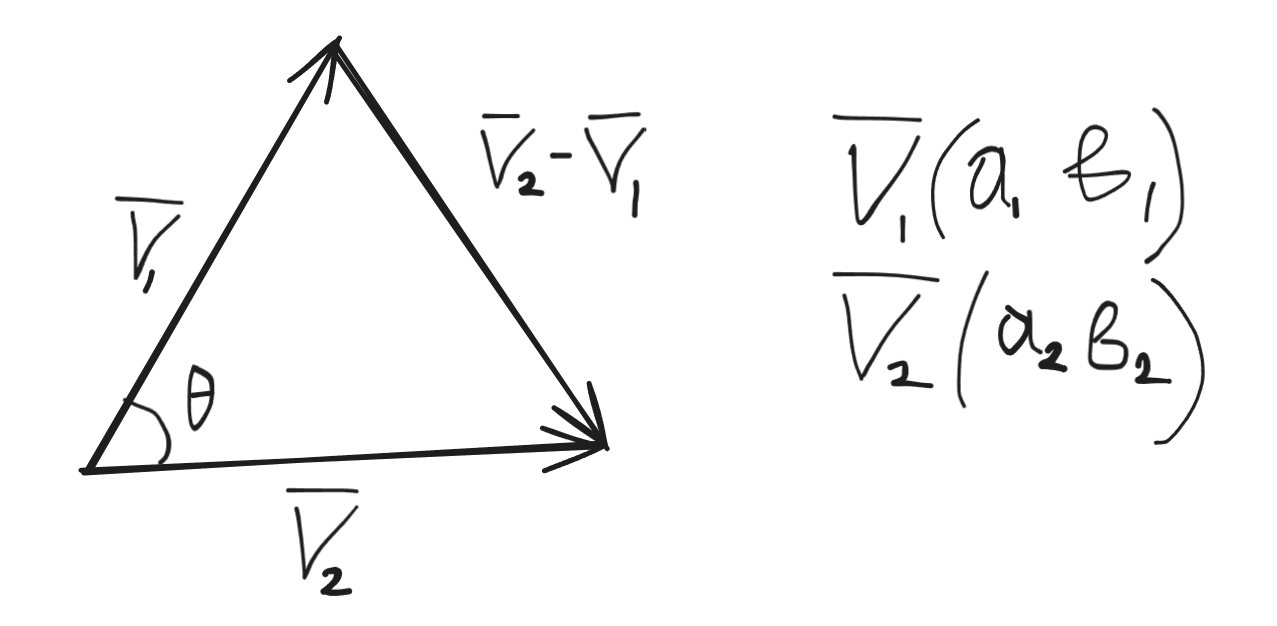 V̅₂ - V̅₁
V̅₁
θ
V̅₂
V̅₁(a₁ b₁)
V̅₂(a₂ b₂)